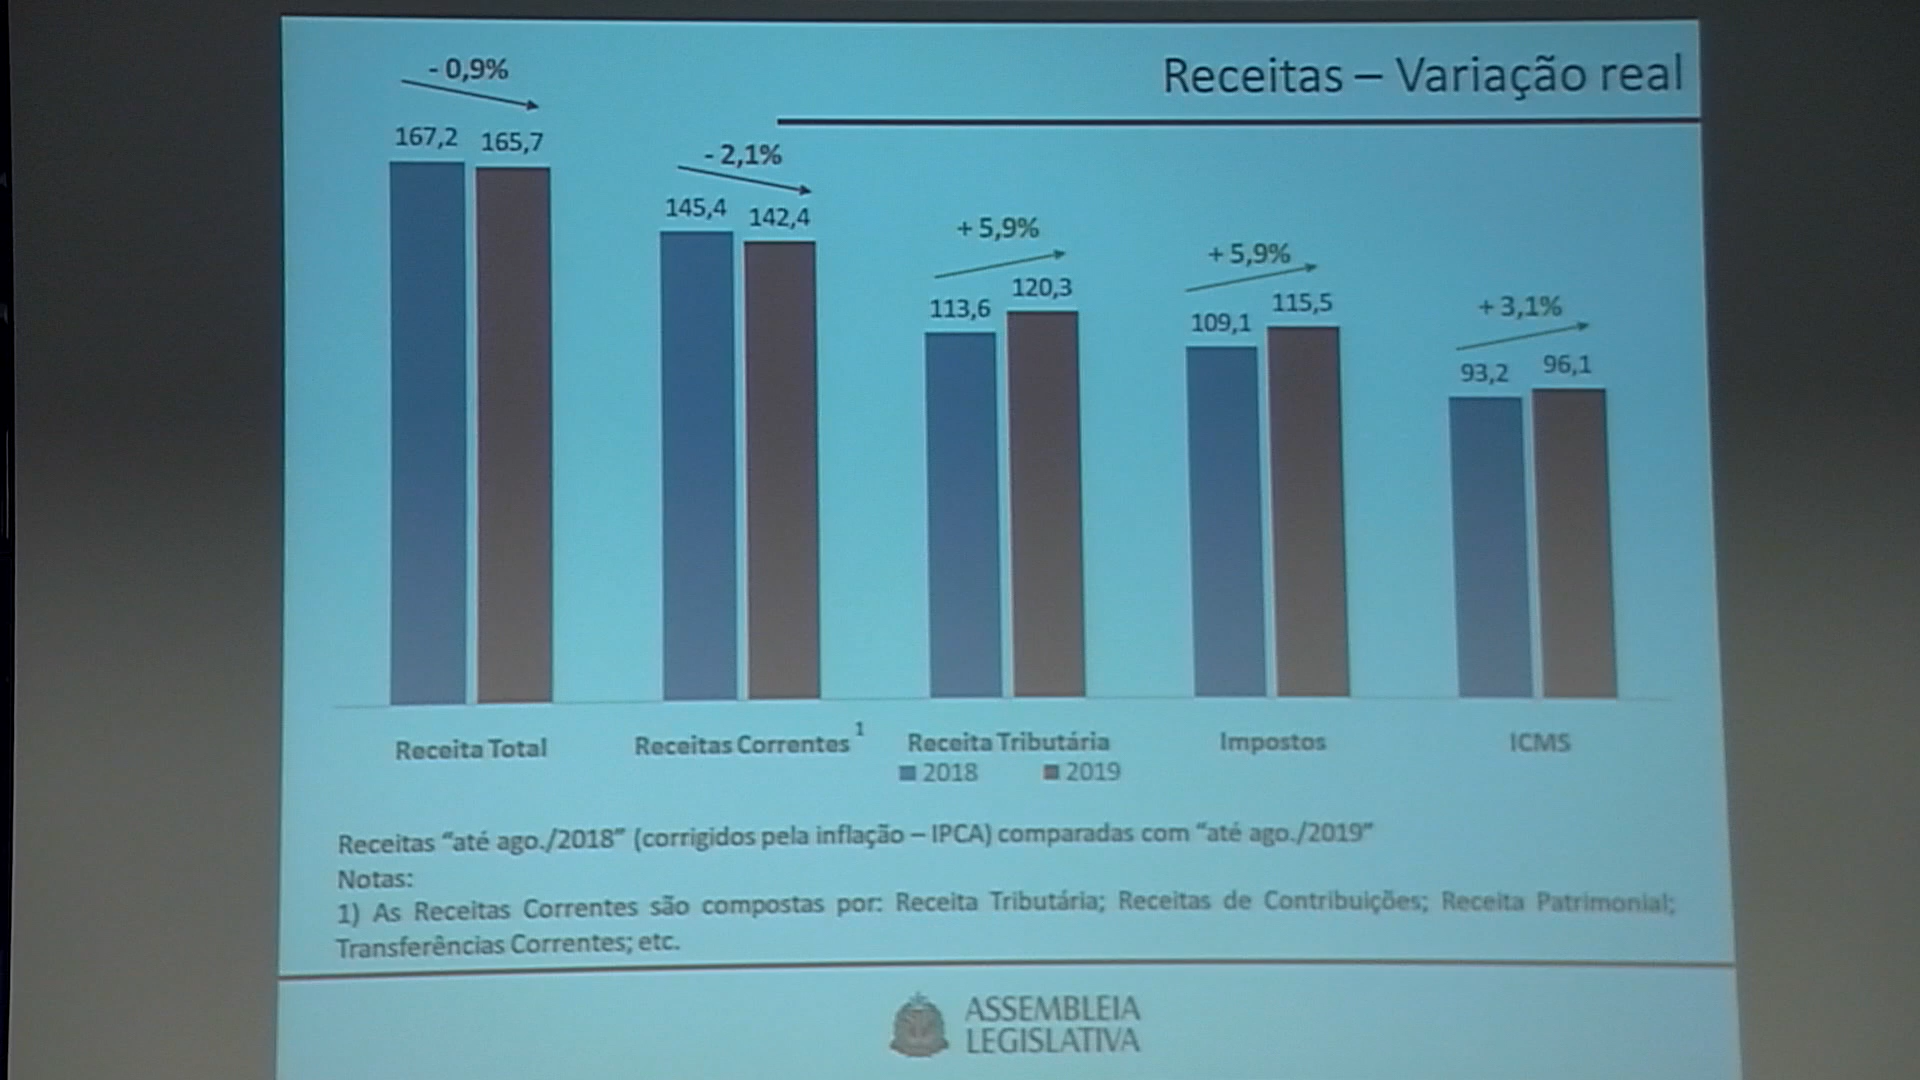 Receitas – Variação real
- 0,9%
167,2 165,7
- 2,1%
145,4 142,4
+ 5,9%
113,6 120,3
+ 5,9%
109,1 115,5
+ 3,1%
93,2 96,1
Receita Total Receitas Correntes 1 Receita Tributária Impostos ICMS
2018 2019
Receitas “até ago./2018” (corrigidos pela inflação – IPCA) comparadas com “até ago./2019”
Notas:
1) As Receitas Correntes são compostas por: Receita Tributária; Receitas de Contribuições; Receita Patrimonial;
Transferências Correntes; etc.
ASSEMBLEIA
LEGISLATIVA